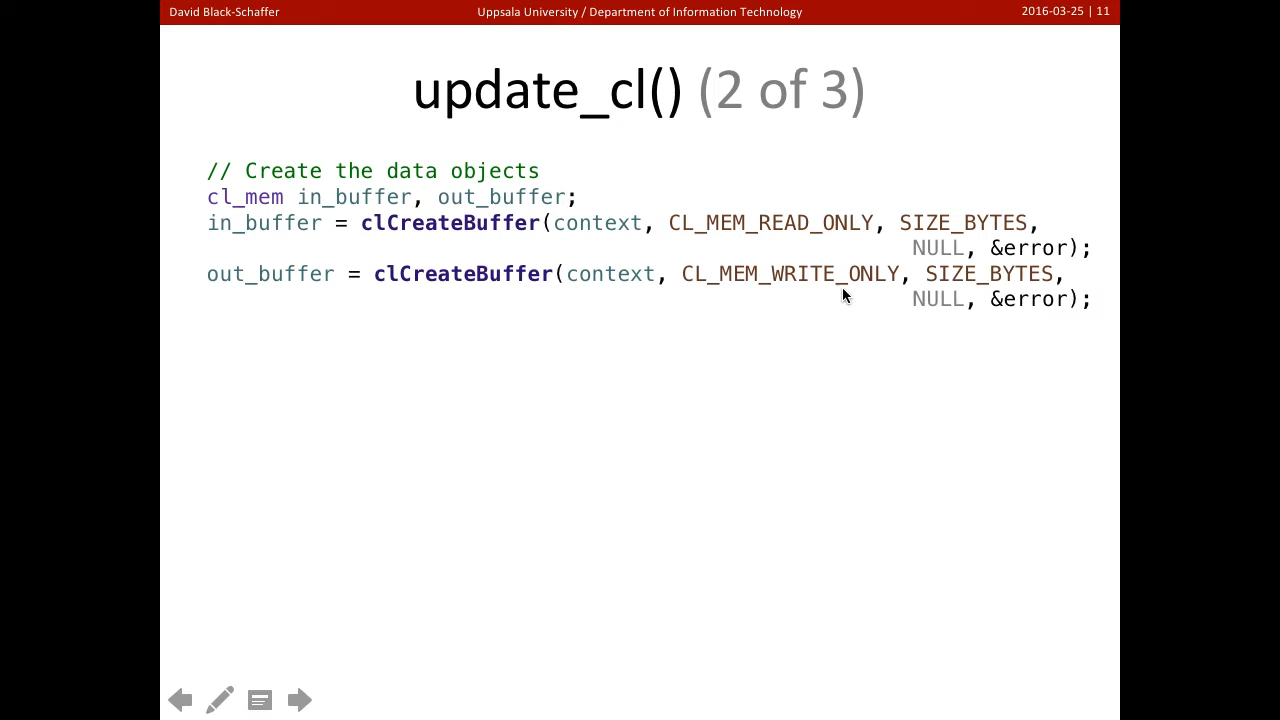 David Black-Schaffer Uppsala University / Department of Information Technology 2016-03-25 | 11
update_cl() (2 of 3)
// Create the data objects
cl_mem in_buffer, out_buffer;
in_buffer = clCreateBuffer(context, CL_MEM_READ_ONLY, SIZE_BYTES,
NULL, &error);
out_buffer = clCreateBuffer(context, CL_MEM_WRITE_ONLY, SIZE_BYTES,
NULL, &error);